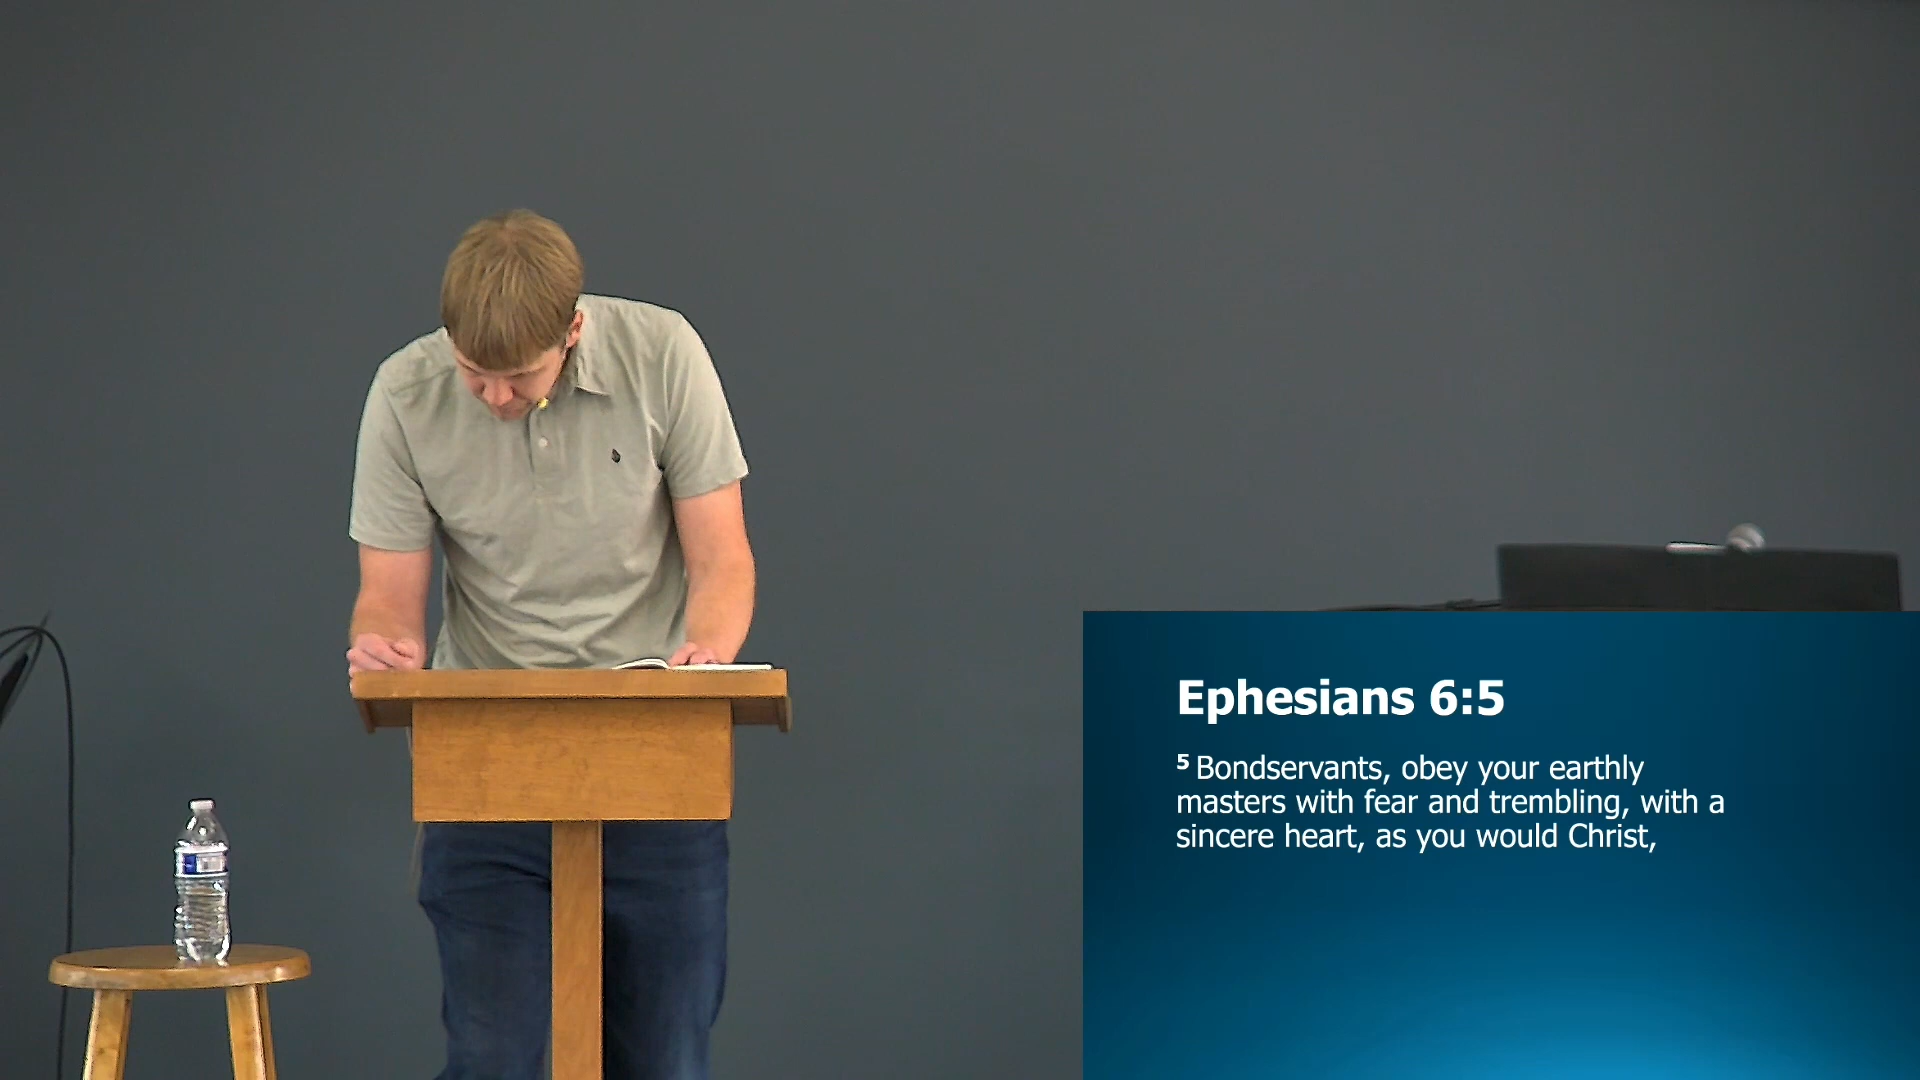 Ephesians 6:5
5 Bondservants, obey your earthly
masters with fear and trembling, with a
sincere heart, as you would Christ,